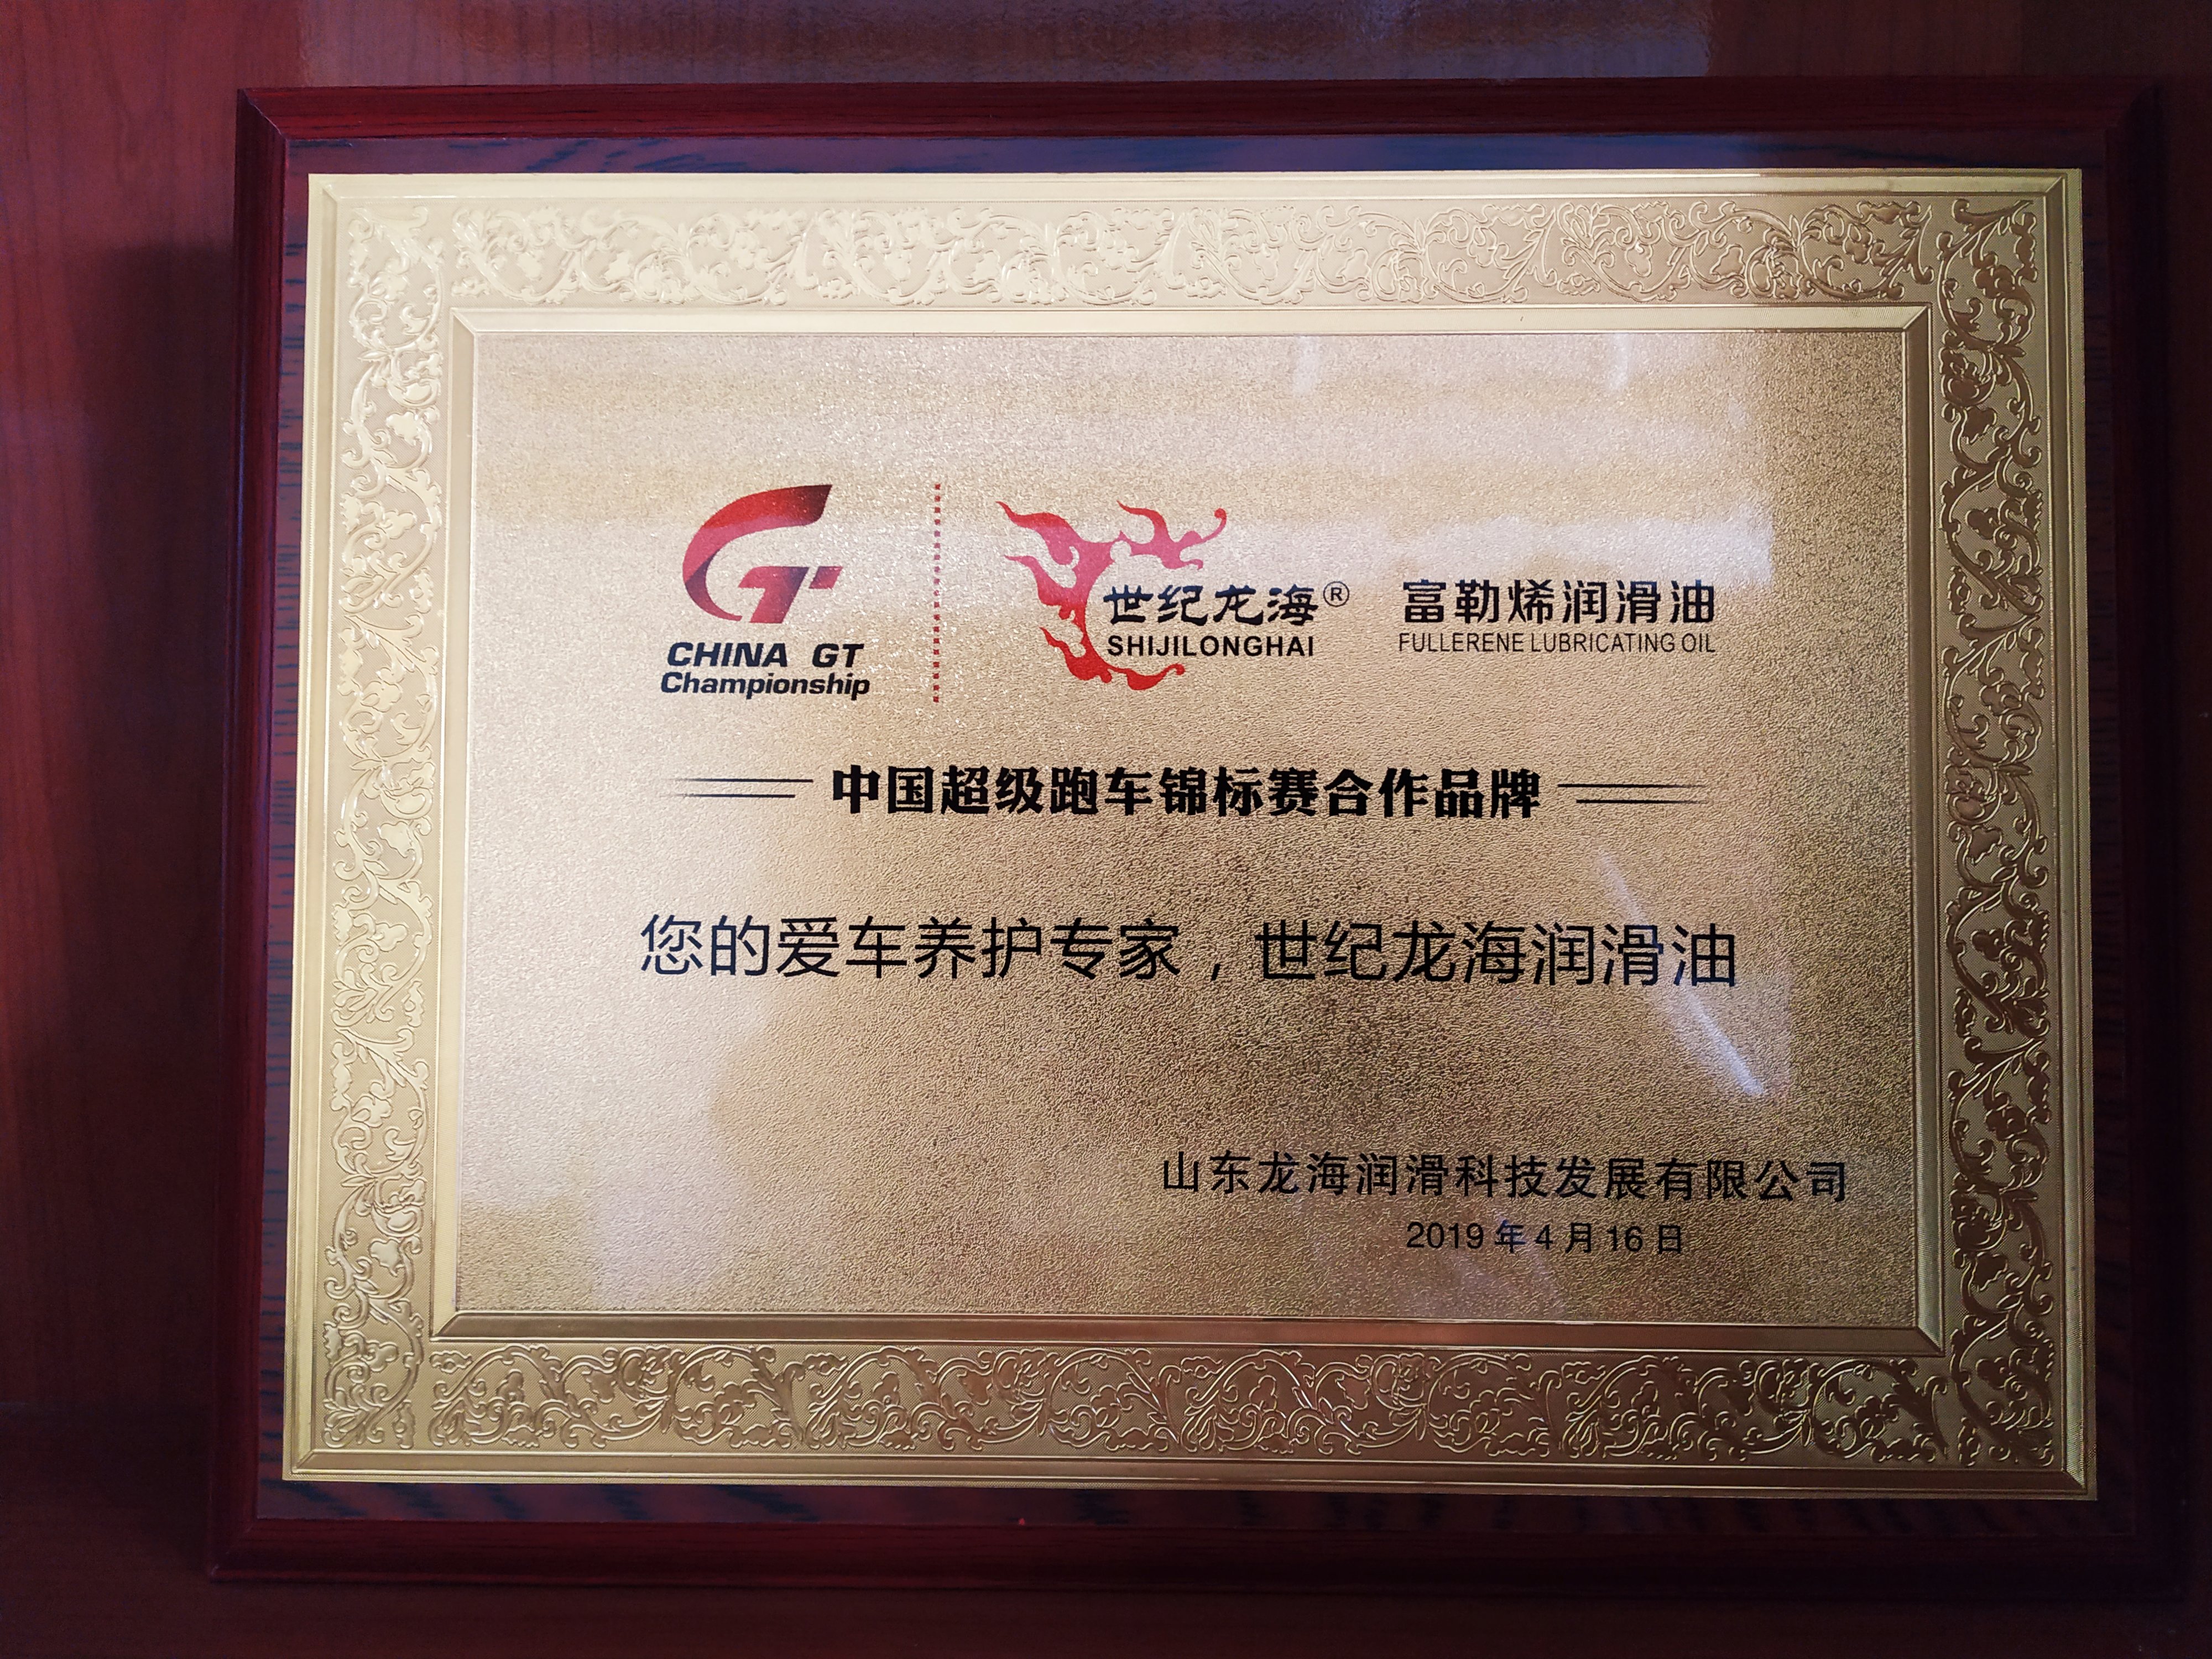 CHINA GT
Championship
世纪龙海®
SHIJILONGHAI
富勒烯润滑油
FULLERENE LUBRICATING OIL
中国超级跑车锦标赛合作品牌
您的爱车养护专家，世纪龙海润滑油
山东龙海润滑科技发展有限公司
2019年4月16日